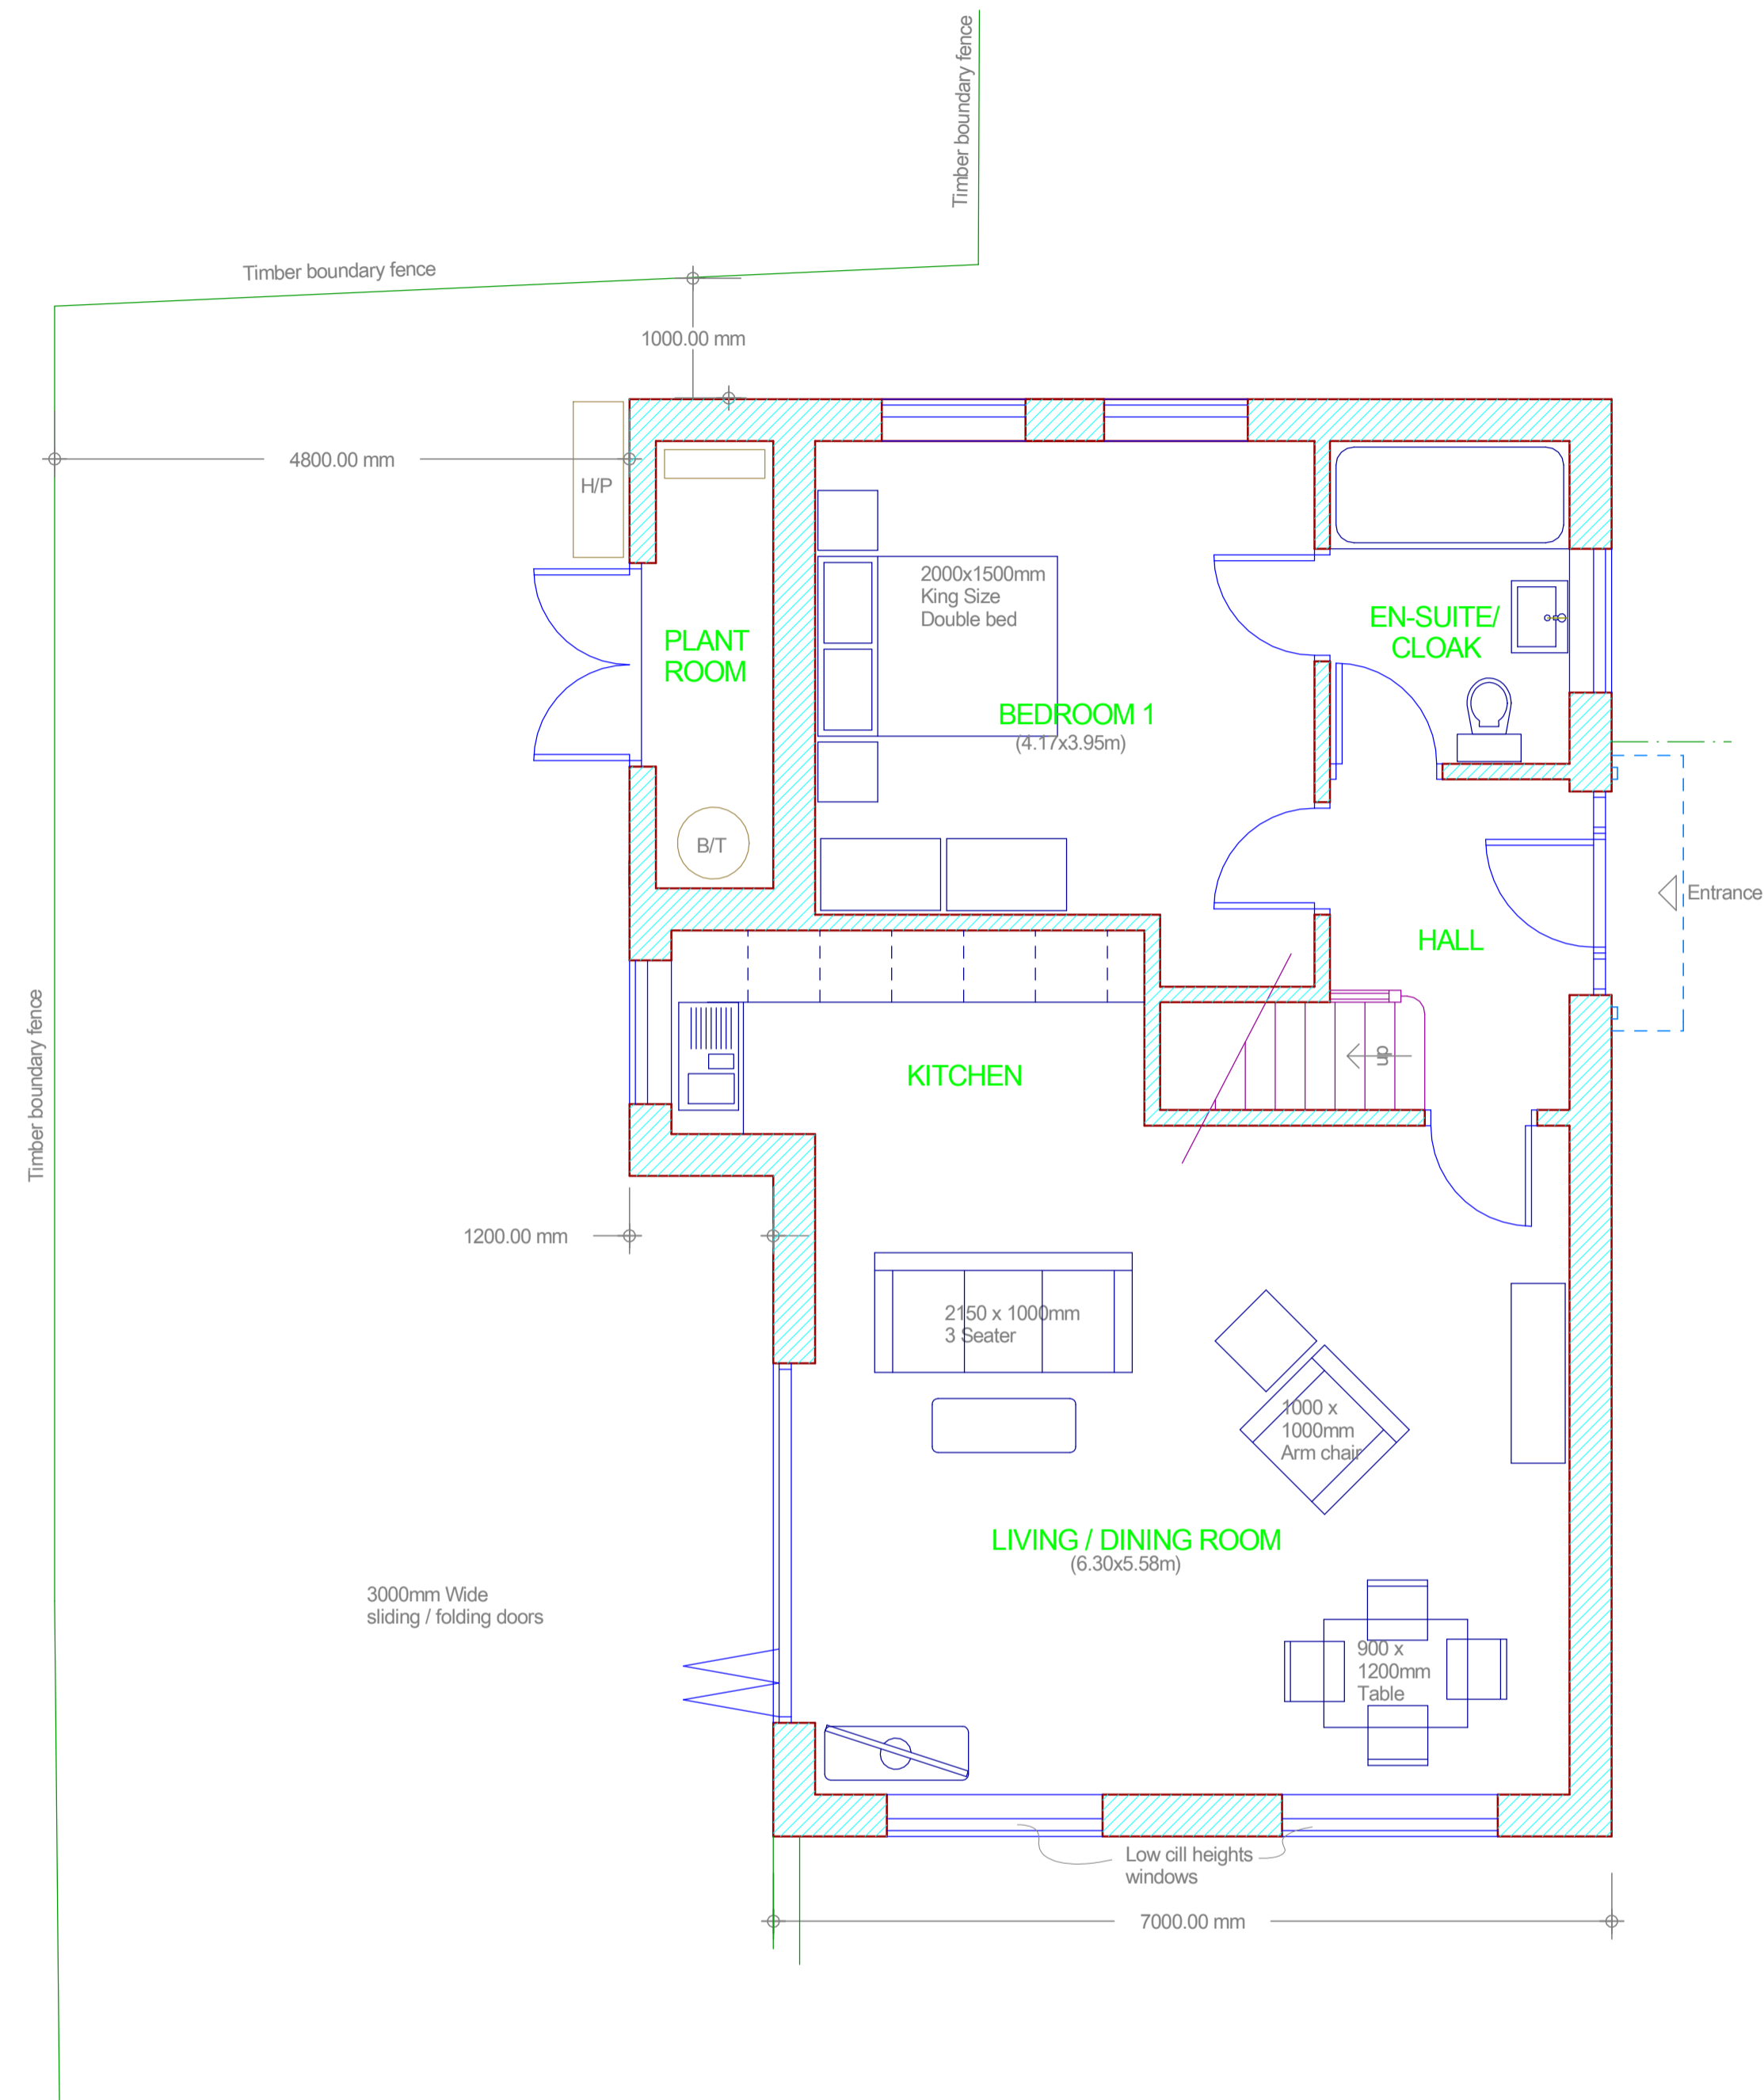 Timber boundary fence
Timber boundary fence
1000.00 mm
4800.00 mm
H/P
2000x1500mm
King Size
Double bed
EN-SUITE/
CLOAK
PLANT
ROOM
BEDROOM 1
(4.17x3.95m)
B/T
Entrance
HALL
Timber boundary fence
KITCHEN
up
1200.00 mm
2150 x 1000mm
3 Seater
1000 x
1000mm
Arm chair
LIVING / DINING ROOM
(6.30x5.58m)
3000mm Wide
sliding / folding doors
900 x
1200mm
Table
Low cill heights
windows
7000.00 mm